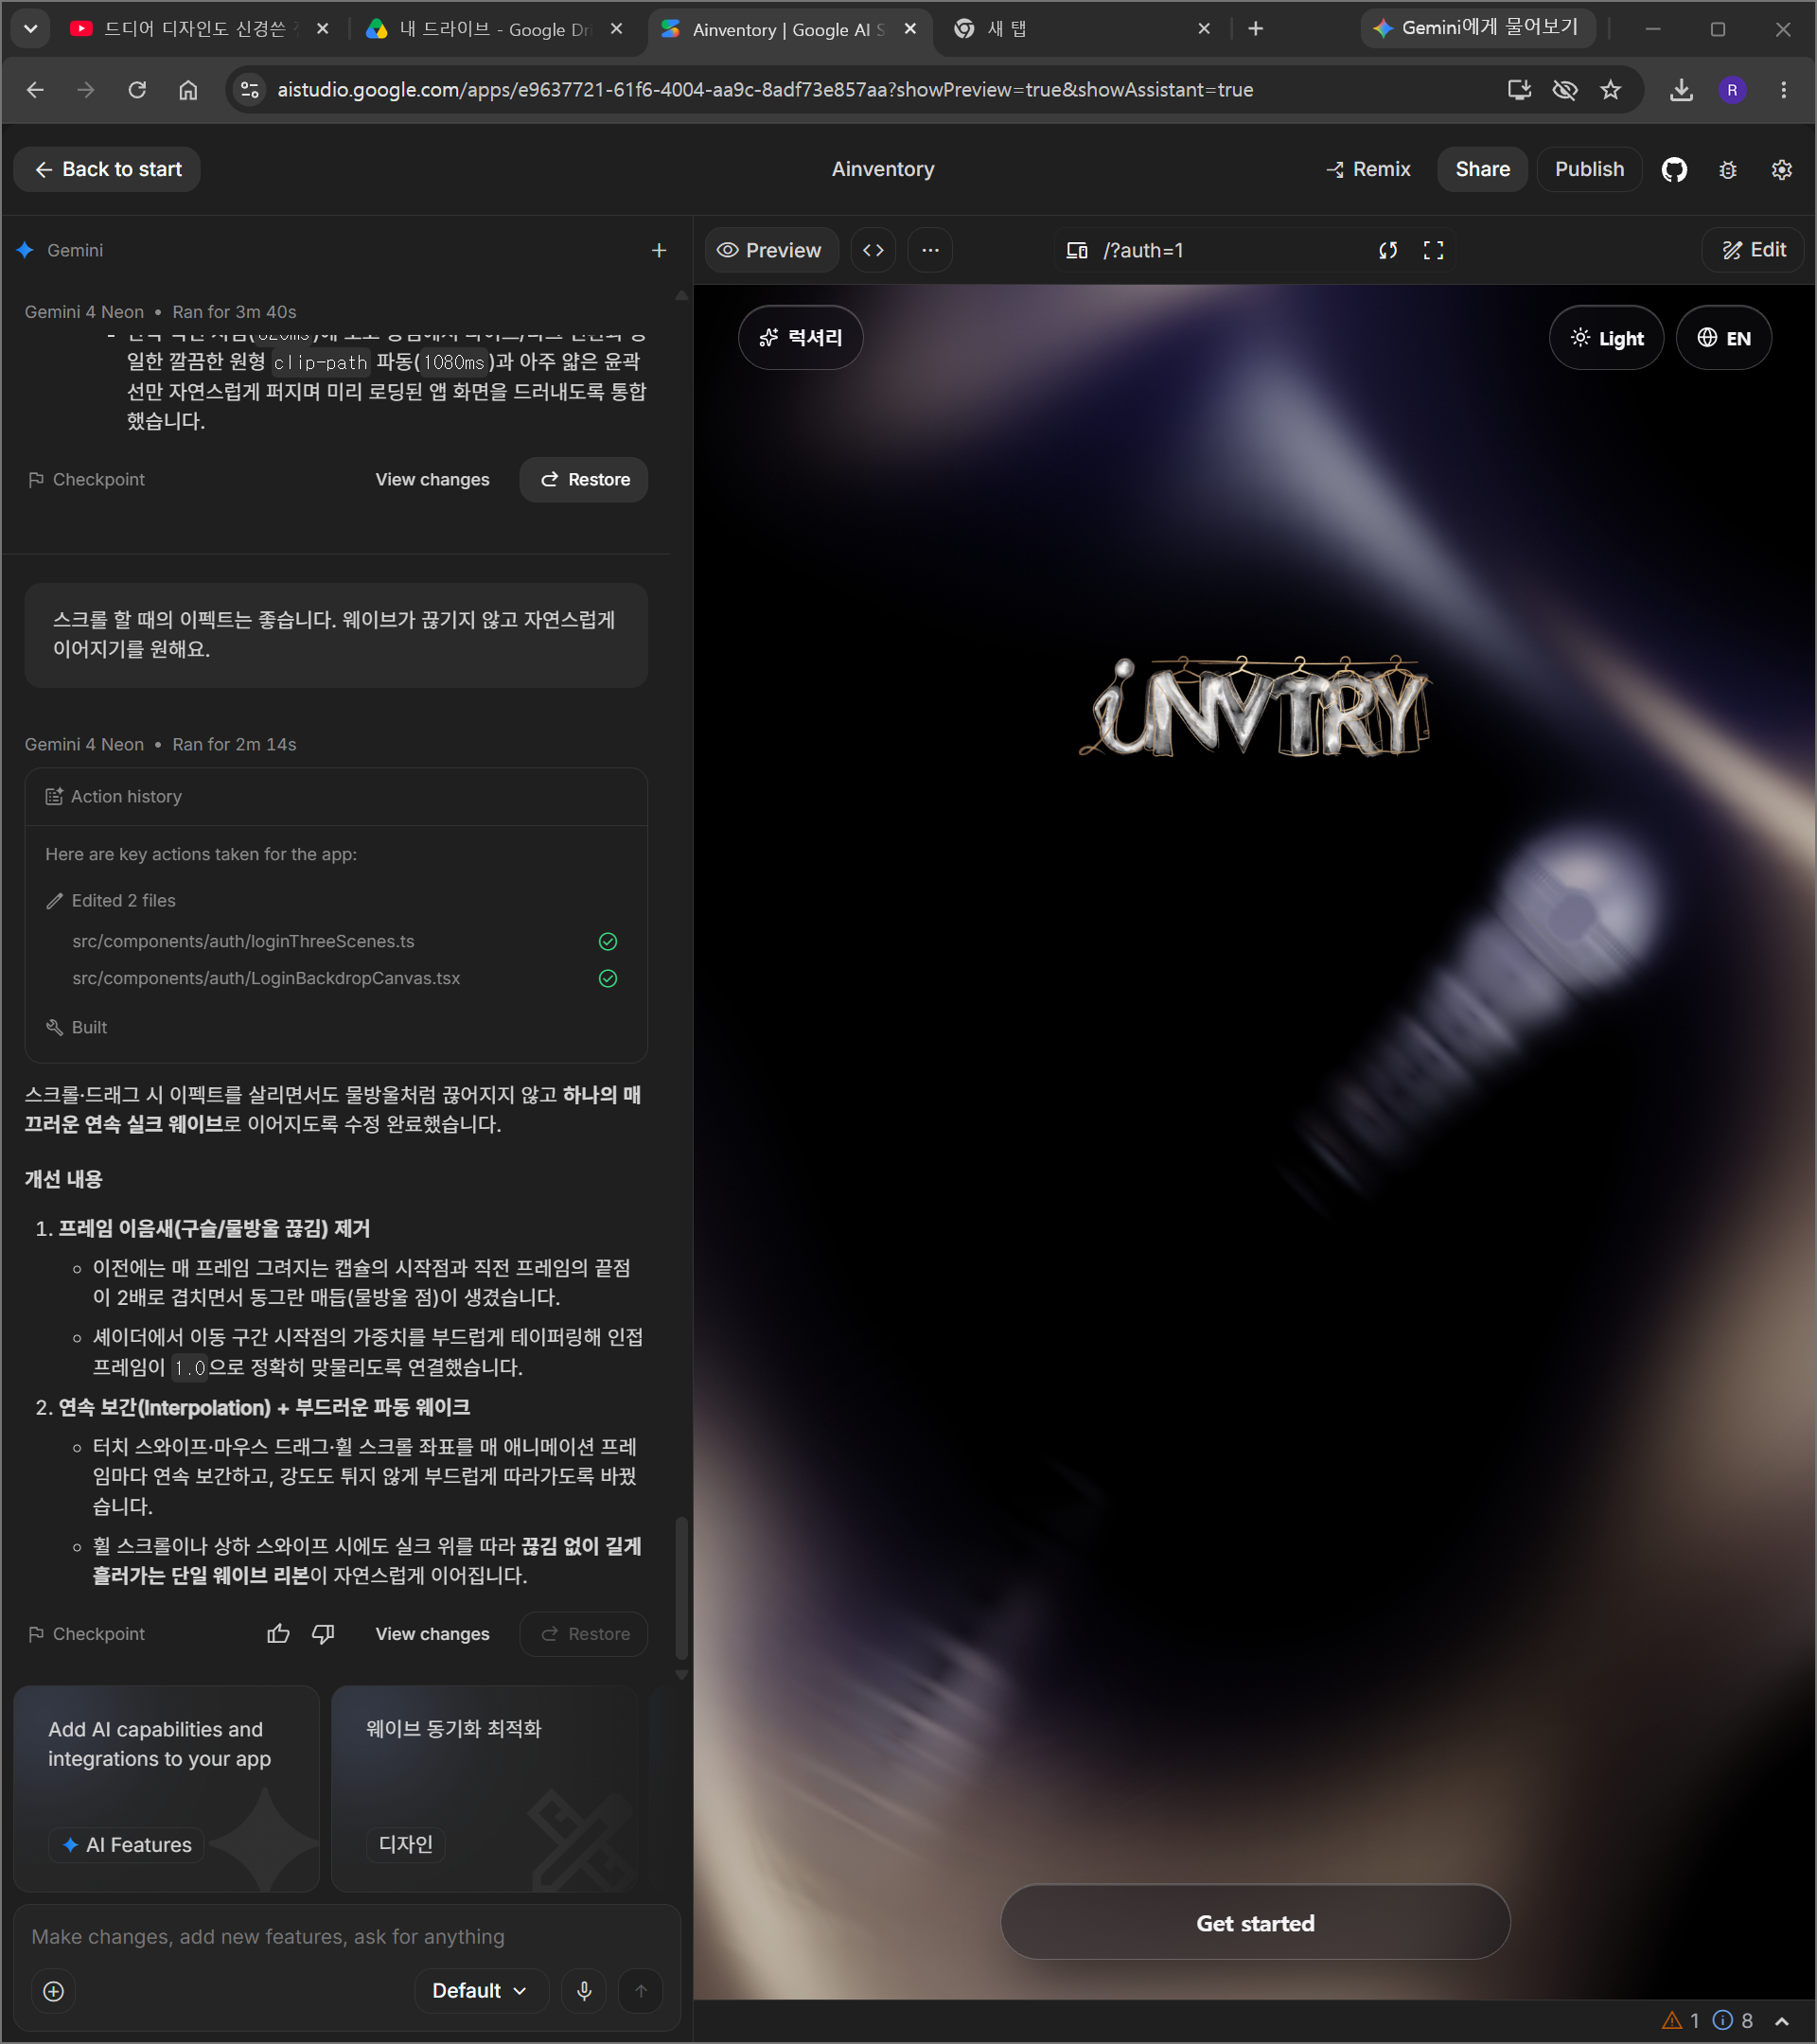 드디어 디자인도 신경쓴
내 드라이브 - Google Dri
Ainventory | Google AI S
새 탭
Gemini에게 물어보기
aistudio.google.com/apps/e9637721-61f6-4004-aa9c-8adf73e857aa?showPreview=true&showAssistant=true
R
Back to start
Ainventory
Remix
Share
Publish
Gemini
Preview
/?auth=1
Edit
Gemini 4 Neon • Ran for 3m 40s
일한 깔끔한 원형 clip-path 파동(1080ms)과 아주 얇은 윤곽
선만 자연스럽게 퍼지며 미리 로딩된 앱 화면을 드러내도록 통합
했습니다.
Checkpoint
View changes
Restore
스크롤 할 때의 이펙트는 좋습니다. 웨이브가 끊기지 않고 자연스럽게
이어지기를 원해요.
Gemini 4 Neon • Ran for 2m 14s
Action history
Here are key actions taken for the app:
Edited 2 files
src/components/auth/loginThreeScenes.ts
src/components/auth/LoginBackdropCanvas.tsx
Built
스크롤·드래그 시 이펙트를 살리면서도 물방울처럼 끊어지지 않고 하나의 매
끄러운 연속 실크 웨이브로 이어지도록 수정 완료했습니다.
개선 내용
1. 프레임 이음새(구슬/물방울 끊김) 제거
이전에는 매 프레임 그려지는 캡슐의 시작점과 직전 프레임의 끝점
이 2배로 겹치면서 동그란 매듭(물방울 점)이 생겼습니다.
셰이더에서 이동 구간 시작점의 가중치를 부드럽게 테이퍼링해 인접
프레임이 1.0으로 정확히 맞물리도록 연결했습니다.
2. 연속 보간(Interpolation) + 부드러운 파동 웨이크
터치 스와이프·마우스 드래그·휠 스크롤 좌표를 매 애니메이션 프레
임마다 연속 보간하고, 강도도 튀지 않게 부드럽게 따라가도록 바꿨
습니다.
휠 스크롤이나 상하 스와이프 시에도 실크 위를 따라 끊김 없이 길게
흘러가는 단일 웨이브 리본이 자연스럽게 이어집니다.
Checkpoint
View changes
Restore
Add AI capabilities and
integrations to your app
AI Features
웨이브 동기화 최적화
디자인
Make changes, add new features, ask for anything
Default
럭셔리
Light
EN
iNVTRY
Get started
1
8